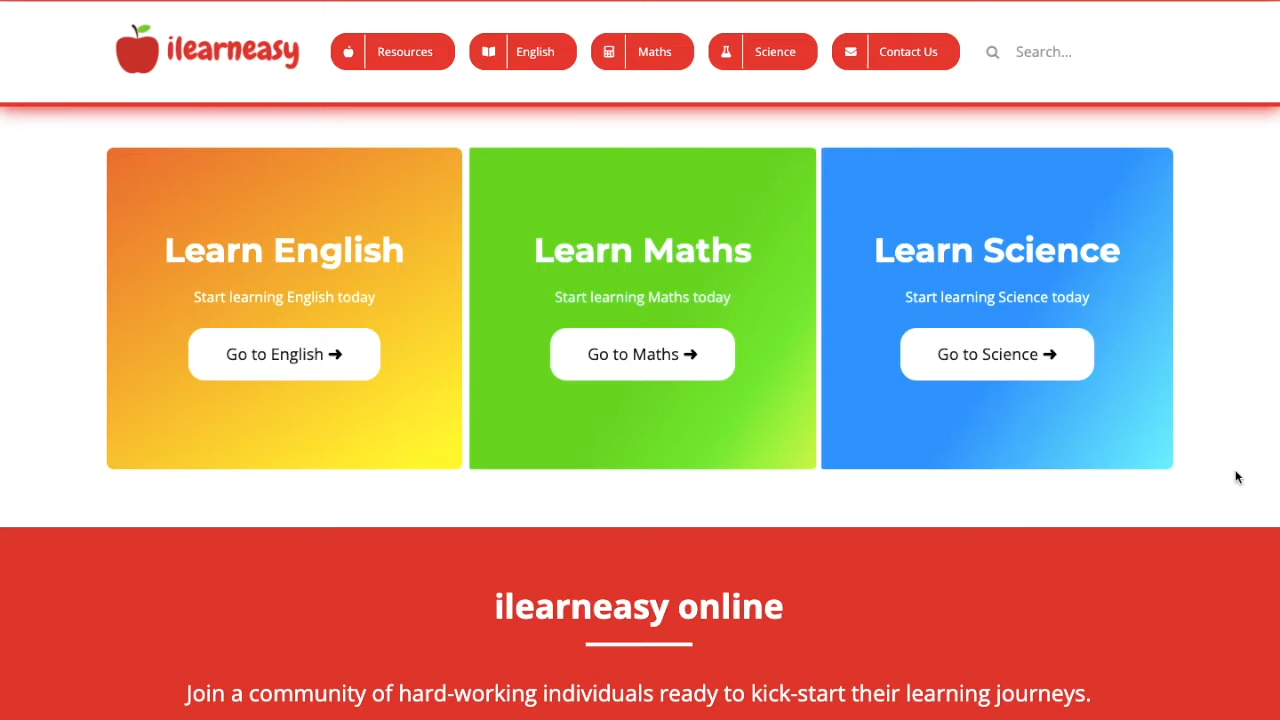 ilearneasy
Resources
English
Maths
Science
Contact Us
Search...
Learn English
Start learning English today
Go to English ➜
Learn Maths
Start learning Maths today
Go to Maths ➜
Learn Science
Start learning Science today
Go to Science ➜
ilearneasy online
Join a community of hard-working individuals ready to kick-start their learning journeys.